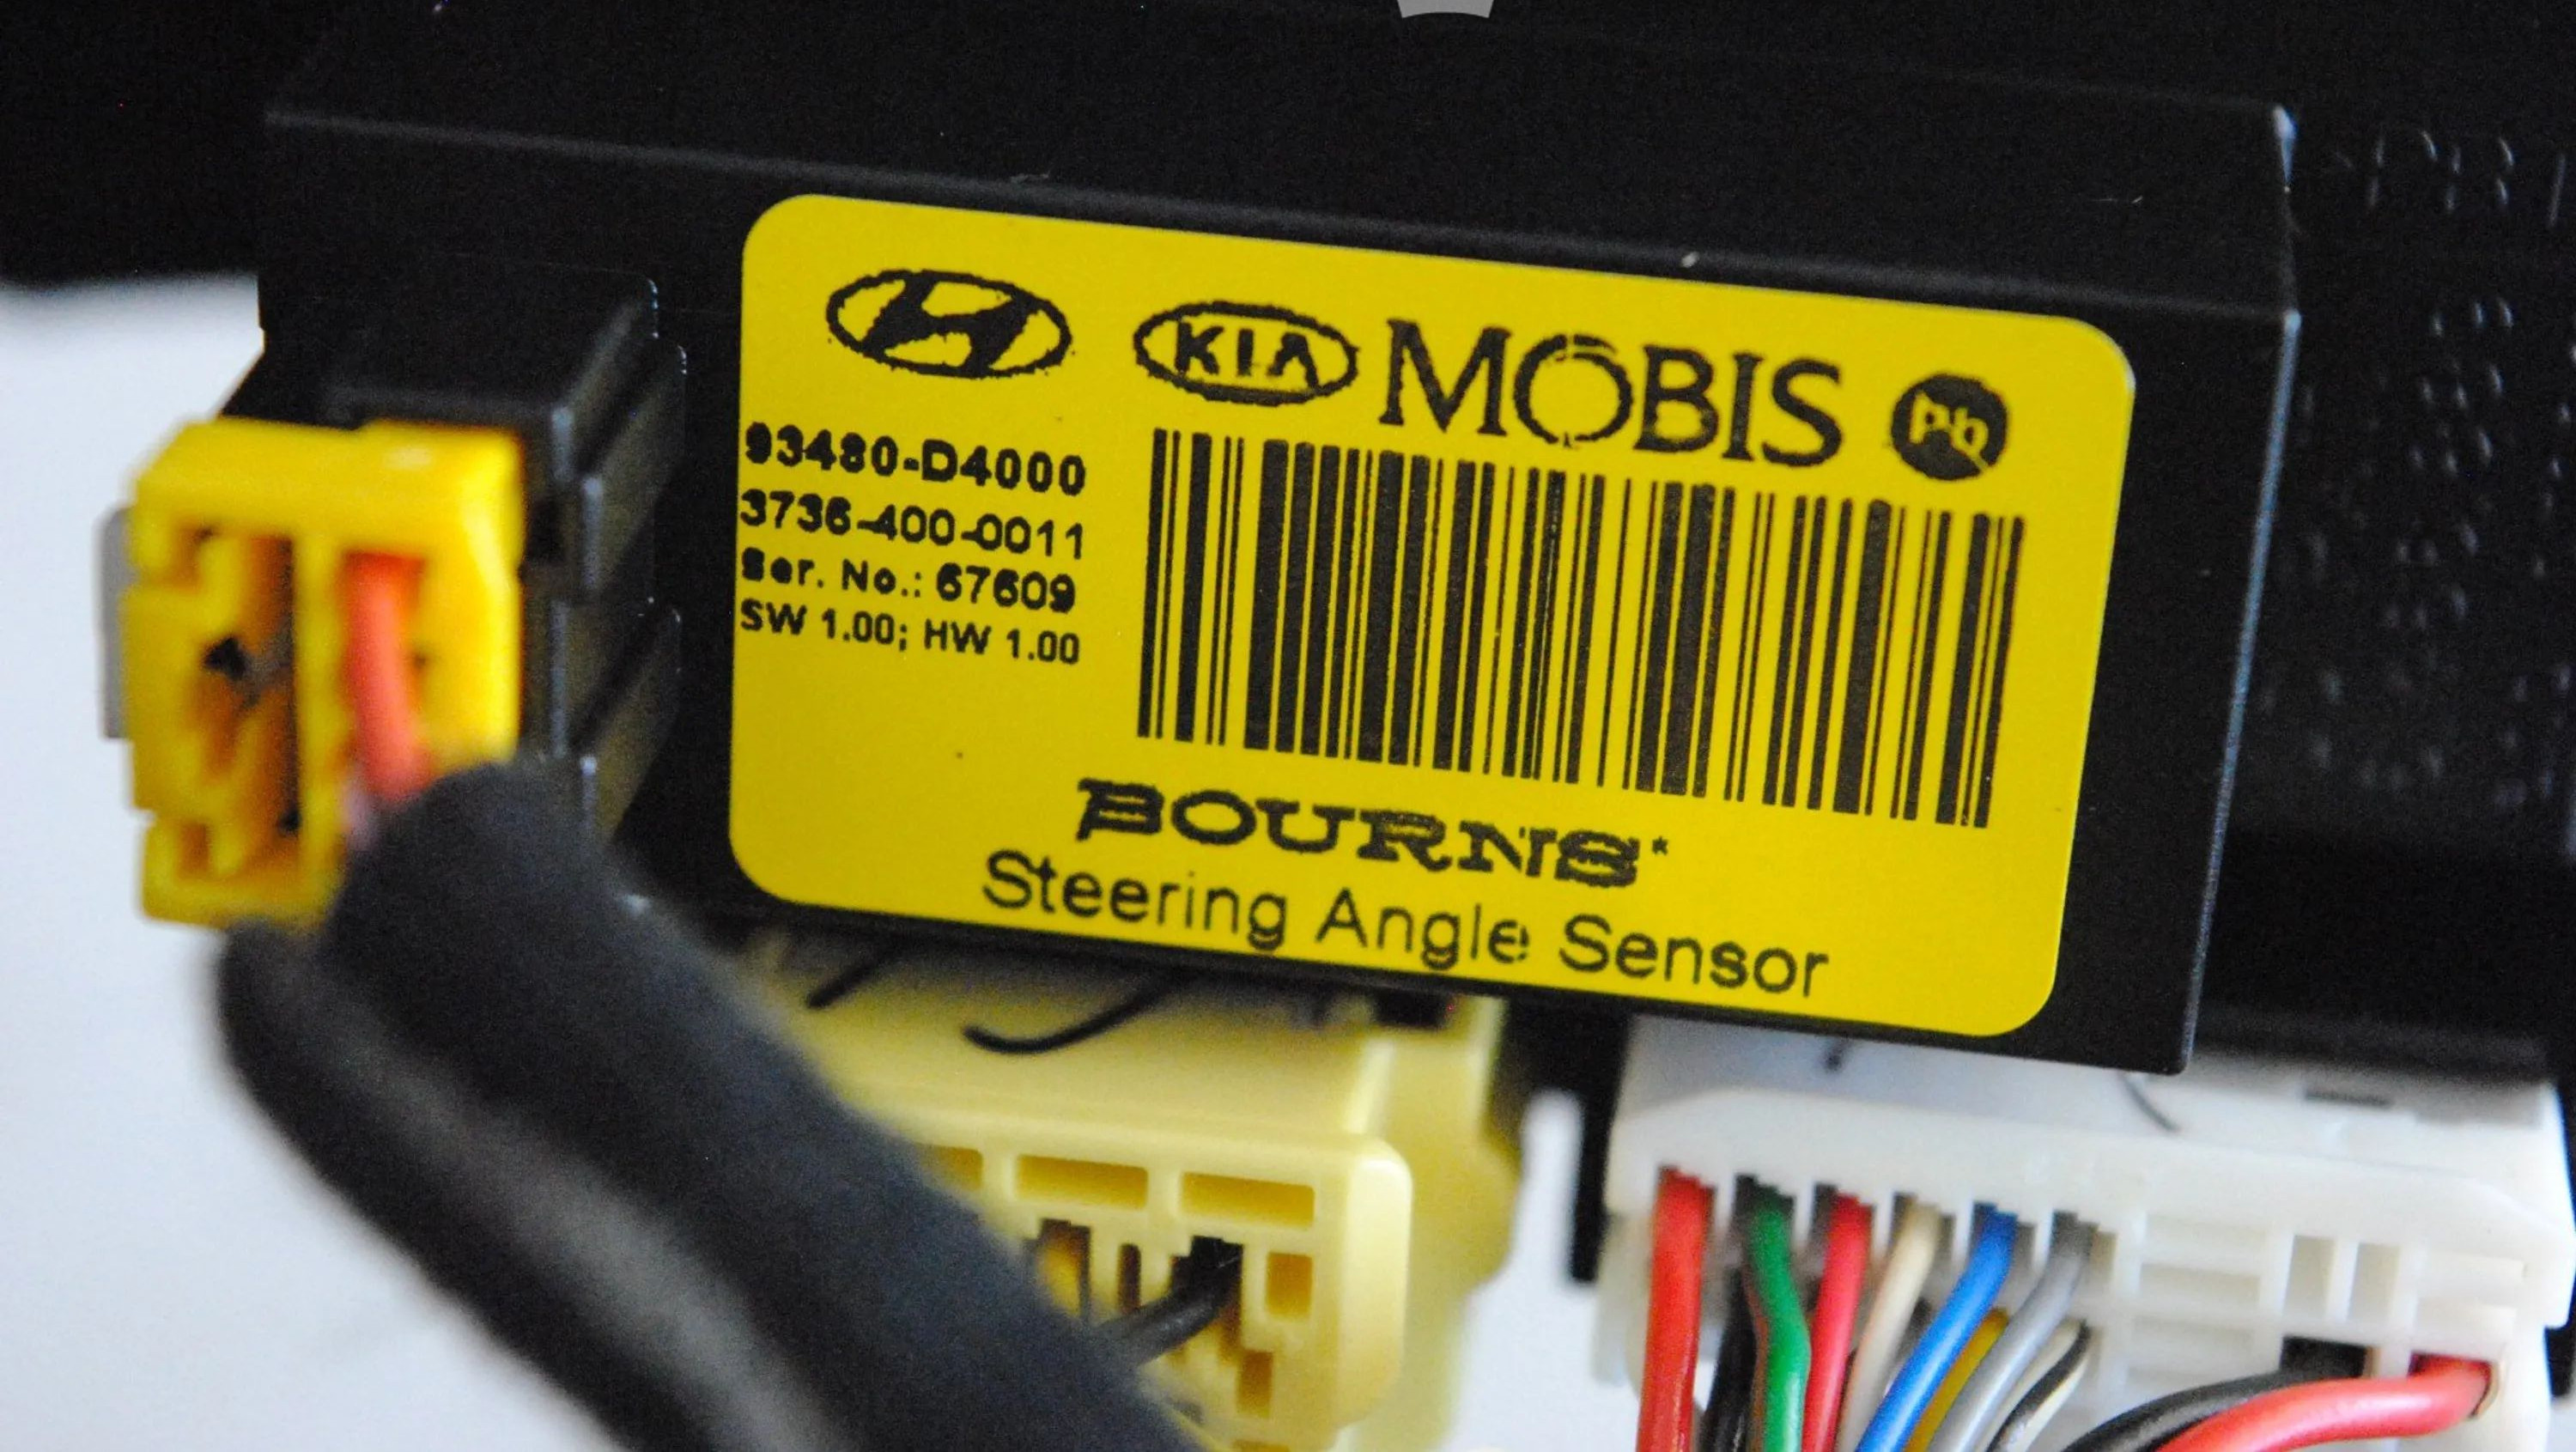 KIA MOBIS Pb
93480-D4000
3736-400-0011
Ser. No.: 67609
SW 1.00; HW 1.00
BOURNS*
Steering Angle Sensor